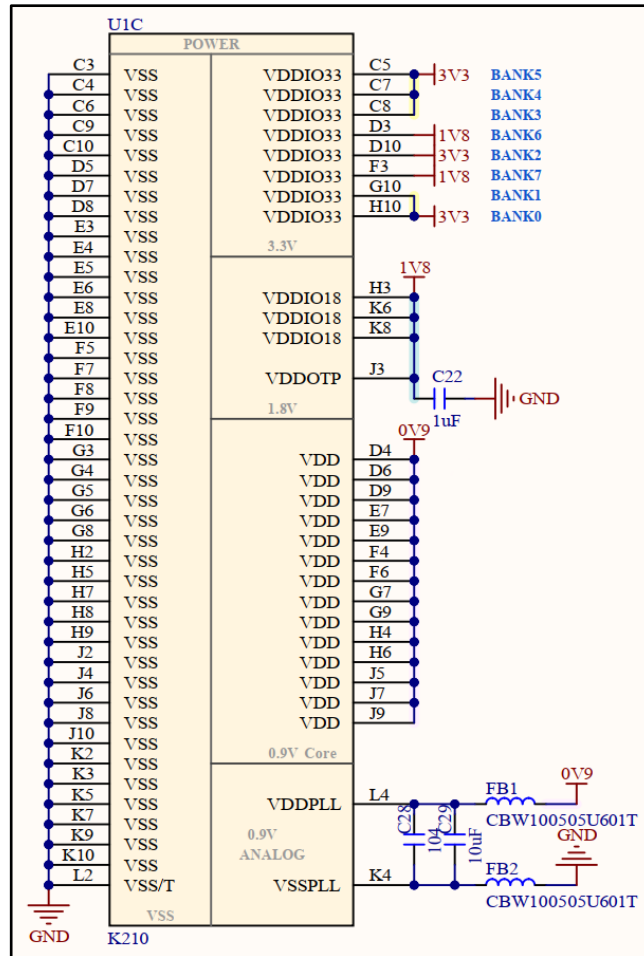 U1C
POWER
C3 VSS VDDIO33 C5 3V3 BANK5
C4 VSS VDDIO33 C7 BANK4
C6 VSS VDDIO33 C8 BANK3
C9 VSS VDDIO33 D3 1V8 BANK6
C10 VSS VDDIO33 D10 3V3 BANK2
D5 VSS VDDIO33 F3 1V8 BANK7
D7 VSS VDDIO33 G10 BANK1
D8 VSS VDDIO33 H10 3V3 BANK0
E3 VSS
E4 VSS 3.3V
E5 VSS 1V8
E6 VSS VDDIO18 H3
E8 VSS VDDIO18 K6
E10 VSS VDDIO18 K8
F5 VSS
F7 VSS VDDOTP J3 C22
F8 VSS 1.8V GND
F9 VSS 1uF
F10 VSS 0V9
G3 VSS VDD D4
G4 VSS VDD D6
G5 VSS VDD D9
G6 VSS VDD E7
G8 VSS VDD E9
H2 VSS VDD F4
H5 VSS VDD F6
H7 VSS VDD G7
H8 VSS VDD G9
H9 VSS VDD H4
J2 VSS VDD H6
J4 VSS VDD J5
J6 VSS VDD J7
J8 VSS VDD J9
J10 VSS 0.9V Core
K2 VSS
K3 VSS FB1 0V9
K5 VSS VDDPLL L4
K7 VSS 0.9V C28 104 C29 10uF CBW100505U601T
K9 VSS ANALOG GND
K10 VSS FB2
L2 VSS/T VSSPLL K4
VSS CBW100505U601T
GND
K210